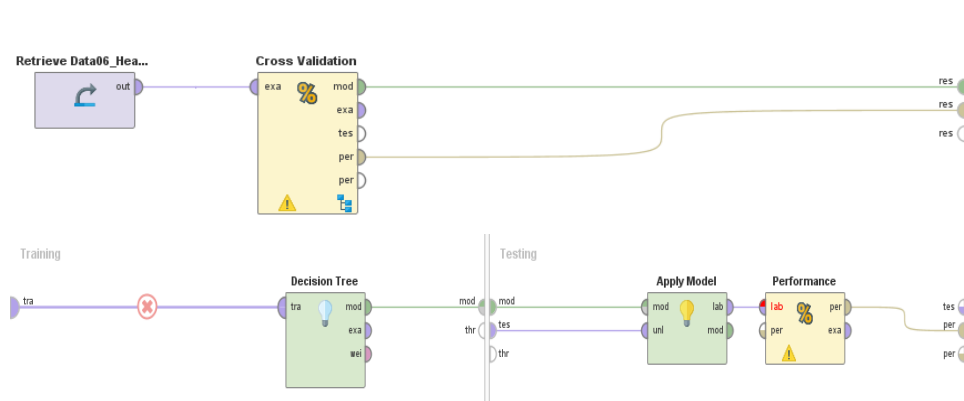 Retrieve Data06_Hea...
out
Cross Validation
exa
mod
exa
tes
per
per
res
res
res
Training
tra
Decision Tree
tra
mod
exa
wei
mod
thr
Testing
mod
tes
thr
Apply Model
mod
unl
lab
mod
Performance
lab
per
per
exa
tes
per
per